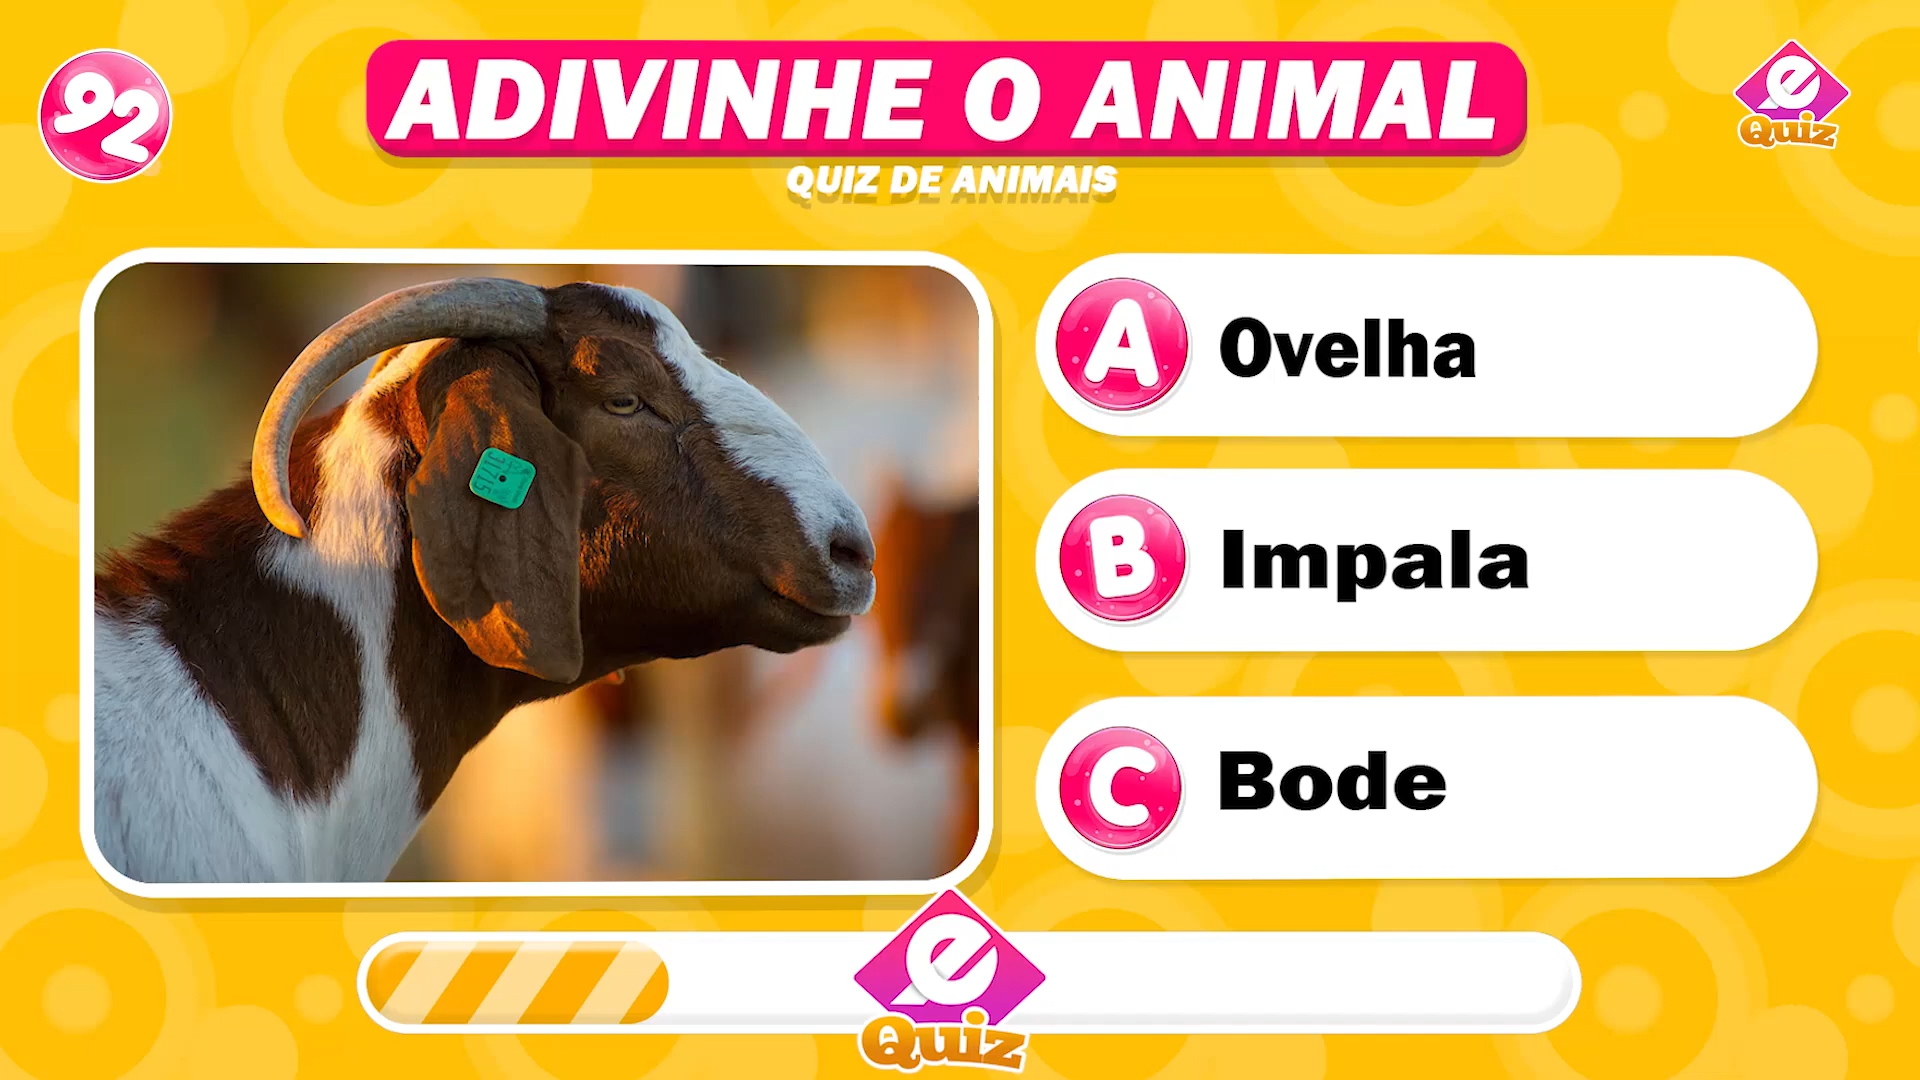 92
ADIVINHE O ANIMAL
QUIZ DE ANIMAIS
e
Quiz
A Ovelha
B Impala
C Bode
e
Quiz